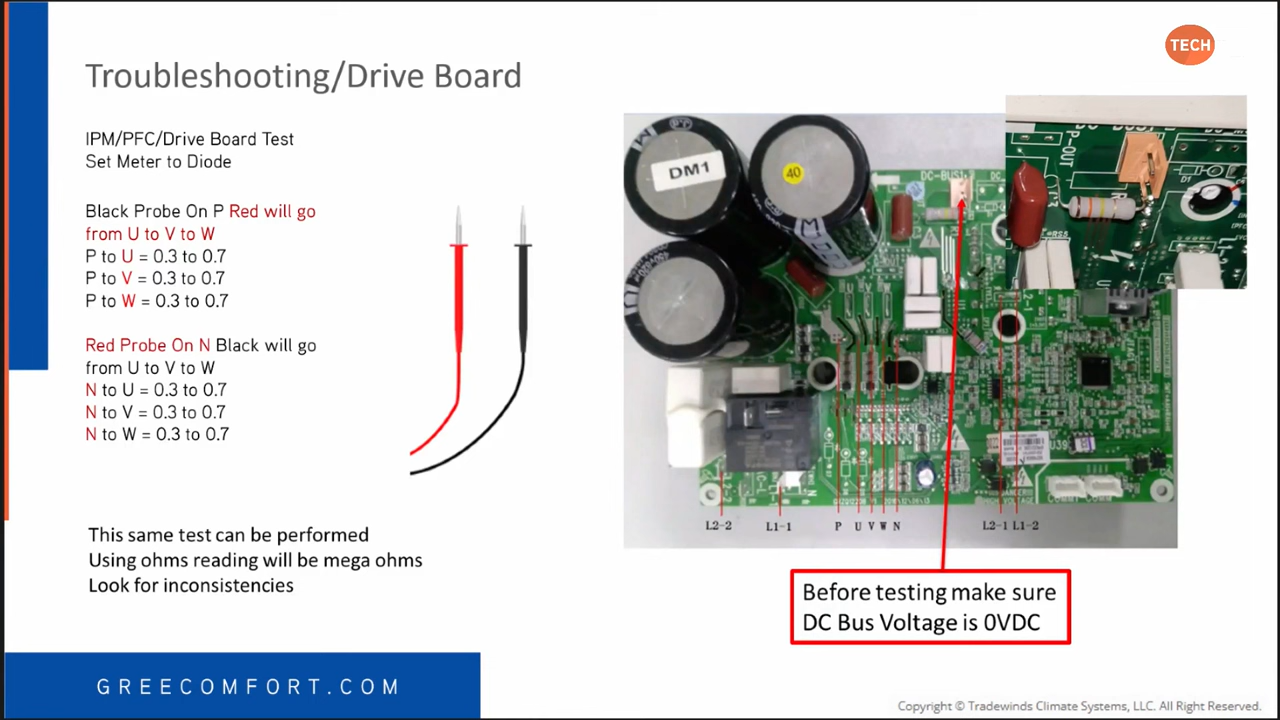 TECH
Troubleshooting/Drive Board
IPM/PFC/Drive Board Test
Set Meter to Diode
Black Probe On P Red will go
from U to V to W
P to U = 0.3 to 0.7
P to V = 0.3 to 0.7
P to W = 0.3 to 0.7
Red Probe On N Black will go
from U to V to W
N to U = 0.3 to 0.7
N to V = 0.3 to 0.7
N to W = 0.3 to 0.7
This same test can be performed
Using ohms reading will be mega ohms
Look for inconsistencies
DM1
40
P-OUT
D1
L2-2
L1-1
P
U
V
W
N
L2-1
L1-2
Before testing make sure
DC Bus Voltage is 0VDC
GREECOMFORT.COM
Copyright © Tradewinds Climate Systems, LLC. All Right Reserved.